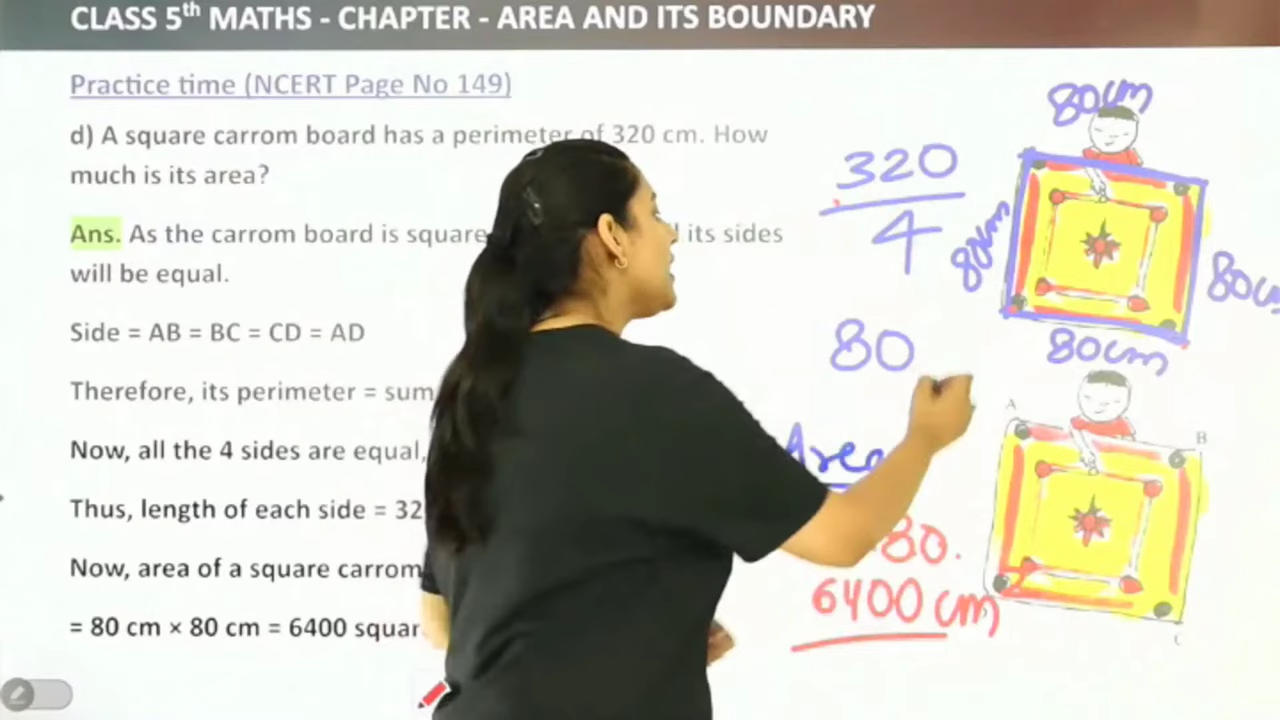 CLASS 5th MATHS - CHAPTER - AREA AND ITS BOUNDARY
Practice time (NCERT Page No 149)
d) A square carrom board has a perimeter of 320 cm. How
much is its area?
Ans. As the carrom board is square its sides
will be equal.
Side = AB = BC = CD = AD
Therefore, its perimeter = sum
Now, all the 4 sides are equal,
Thus, length of each side = 32
Now, area of a square carrom
= 80 cm × 80 cm = 6400 squar
320
4
80
Area
80.
6400 cm
80cm
80cm
80cm
80cm
A
B
C